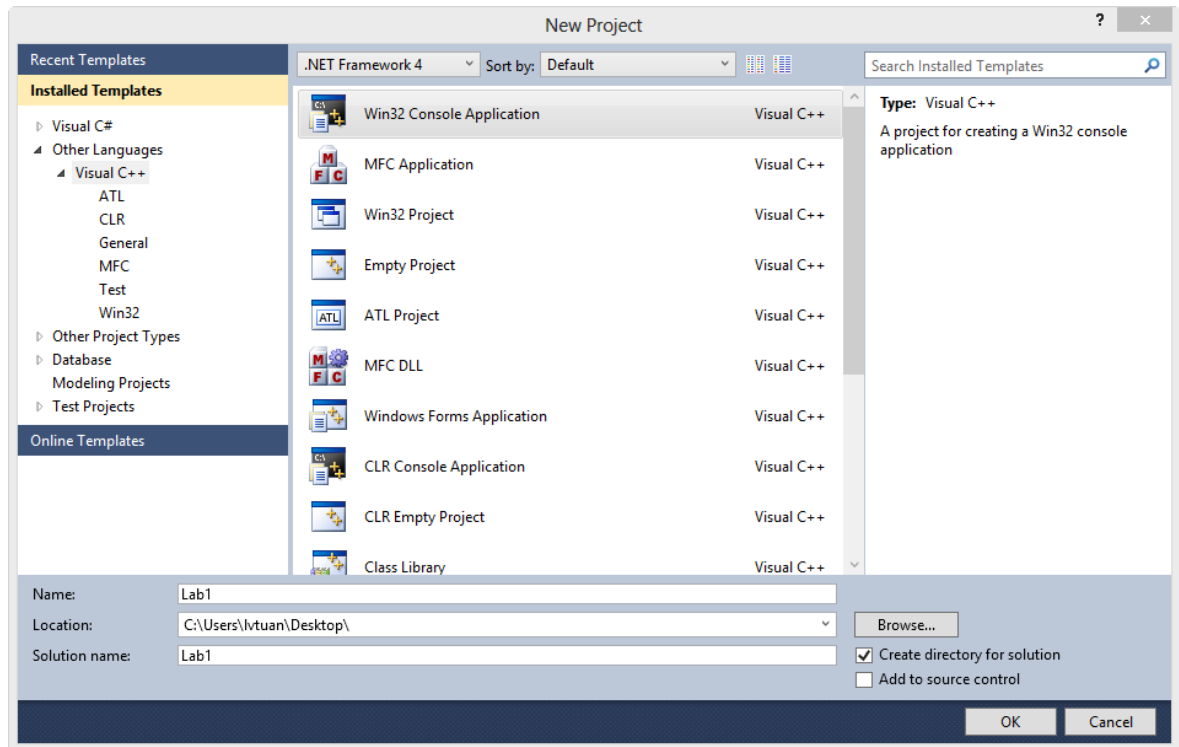 New Project
?
Recent Templates
Installed Templates
Visual C#
Other Languages
Visual C++
ATL
CLR
General
MFC
Test
Win32
Other Project Types
Database
Modeling Projects
Test Projects
Online Templates
.NET Framework 4 Sort by: Default
Win32 Console Application Visual C++
MFC Application Visual C++
Win32 Project Visual C++
Empty Project Visual C++
ATL Project Visual C++
MFC DLL Visual C++
Windows Forms Application Visual C++
CLR Console Application Visual C++
CLR Empty Project Visual C++
Class Library Visual C++
Search Installed Templates
Type: Visual C++
A project for creating a Win32 console
application
Name: Lab1
Location: C:\Users\lvtuan\Desktop\
Solution name: Lab1
Browse...
Create directory for solution
Add to source control
OK Cancel